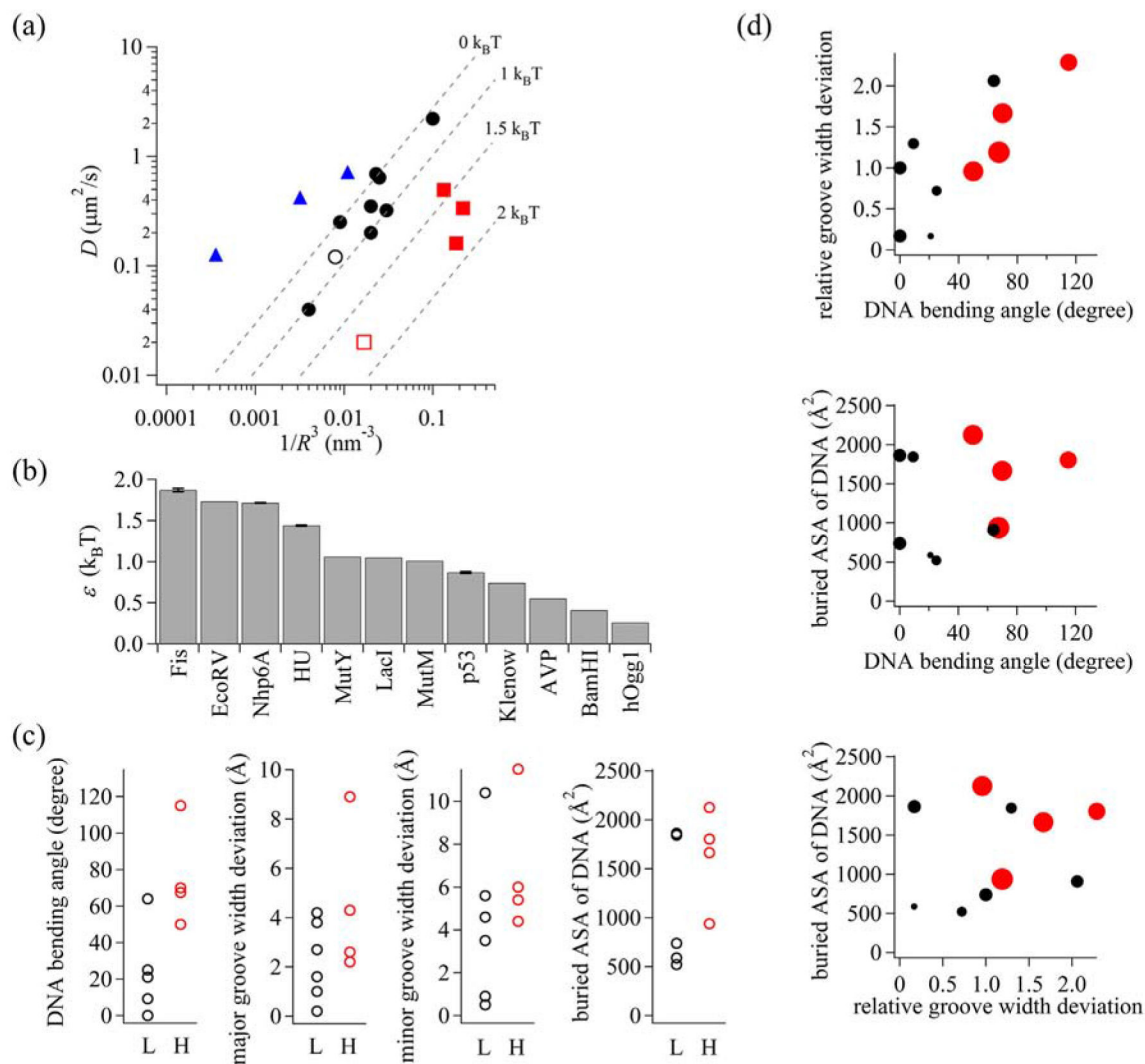 (a)
10
4
2
1
4
2
0.1
4
2
0.01
D (μm²/s)
0 k_BT
1 k_BT
1.5 k_BT
2 k_BT
0.0001
0.01
0.1
1/R³ (nm⁻³)
(b)
2.0
1.5
1.0
0.5
0.0
ε (k_BT)
Fis
EcoRV
Nhp6A
HU
MutY
LacI
MutM
p53
Klenow
AVP
BamHI
hOgg1
(c)
DNA bending angle (degree)
120
100
80
60
40
20
0
L H
major groove width deviation (Å)
10
8
6
4
2
0
L H
minor groove width deviation (Å)
10
8
6
4
2
0
L H
buried ASA of DNA (Å²)
2500
2000
1500
1000
500
0
L H
(d)
relative groove width deviation
2.0
1.5
1.0
0.5
0
0 40 80 120
DNA bending angle (degree)
buried ASA of DNA (Å²)
2500
2000
1500
1000
500
0
0 40 80 120
DNA bending angle (degree)
buried ASA of DNA (Å²)
2500
2000
1500
1000
500
0
0 0.5 1.0 1.5 2.0
relative groove width deviation